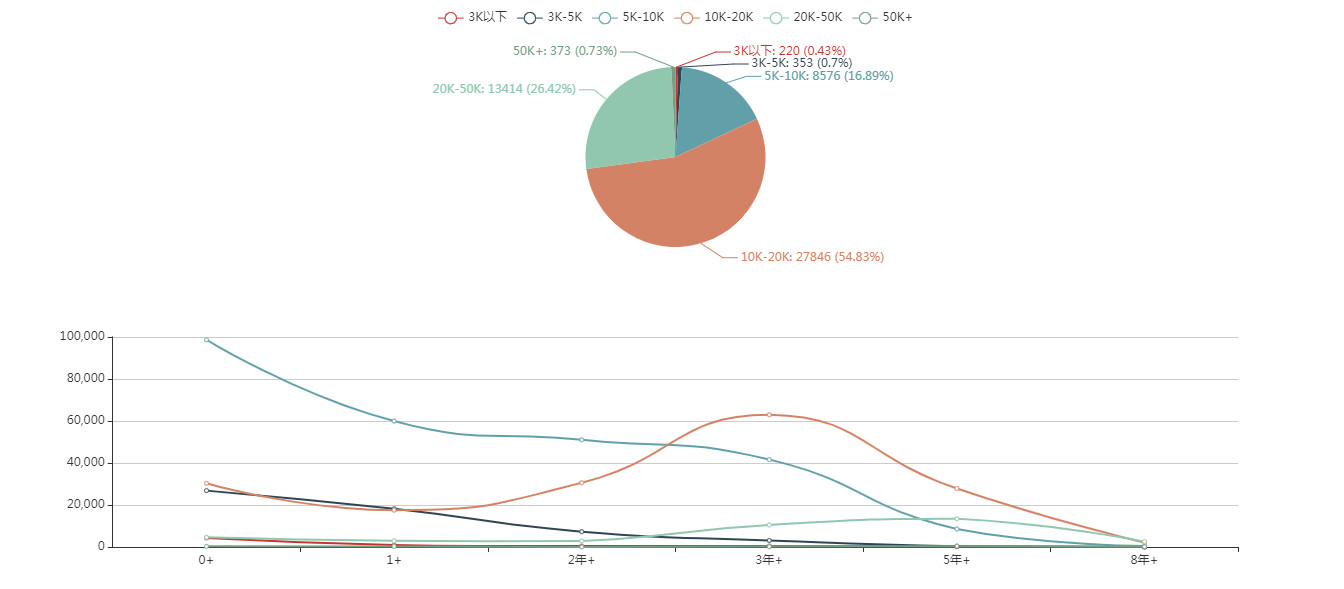 3K以下 3K-5K 5K-10K 10K-20K 20K-50K 50K+
50K+: 373 (0.73%)
3K以下: 220 (0.43%)
3K-5K: 353 (0.7%)
5K-10K: 8576 (16.89%)
20K-50K: 13414 (26.42%)
10K-20K: 27846 (54.83%)
100,000
80,000
60,000
40,000
20,000
0
0+ 1+ 2年+ 3年+ 5年+ 8年+